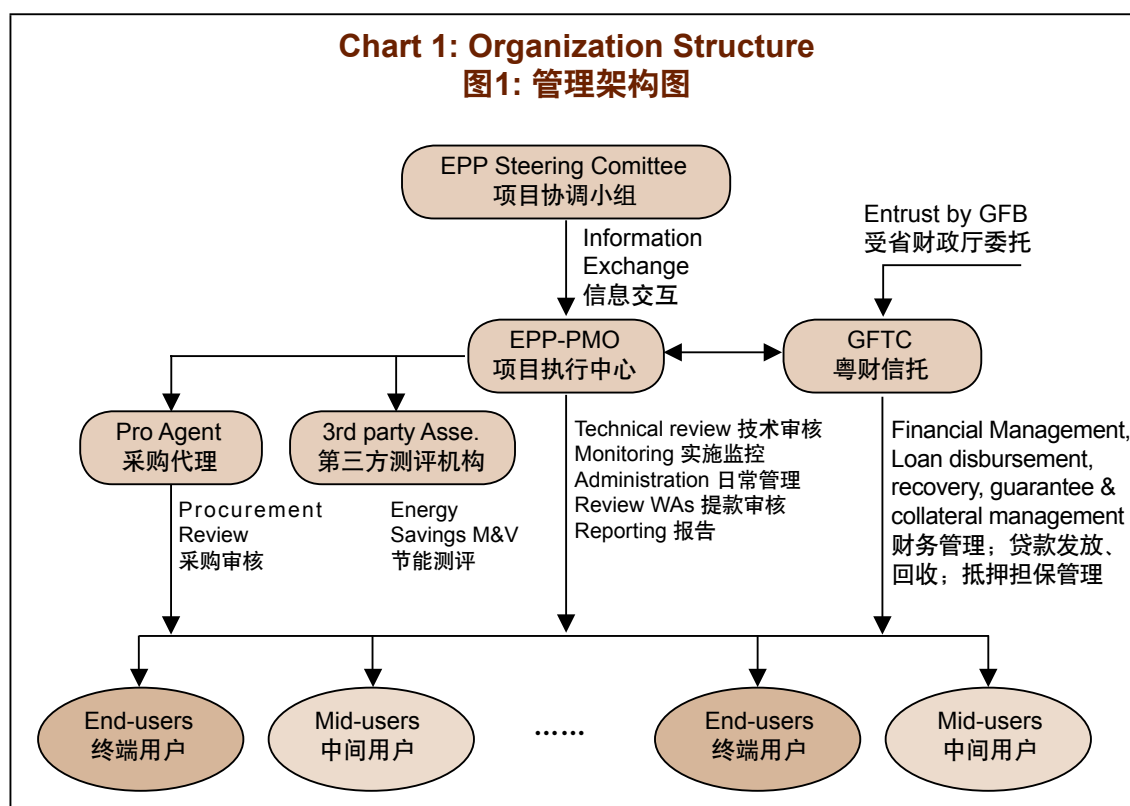 Chart 1: Organization Structure
图1: 管理架构图
EPP Steering Comittee
项目协调小组
Entrust by GFB
受省财政厅委托
Information
Exchange
信息交互
EPP-PMO
项目执行中心
GFTC
粤财信托
Pro Agent
采购代理
3rd party Asse.
第三方测评机构
Procurement
Review
采购审核
Energy
Savings M&V
节能测评
Technical review 技术审核
Monitoring 实施监控
Administration 日常管理
Review WAs 提款审核
Reporting 报告
Financial Management,
Loan disbursement,
recovery, guarantee &
collateral management
财务管理；贷款发放、
回收；抵押担保管理
End-users
终端用户
Mid-users
中间用户
……
End-users
终端用户
Mid-users
中间用户